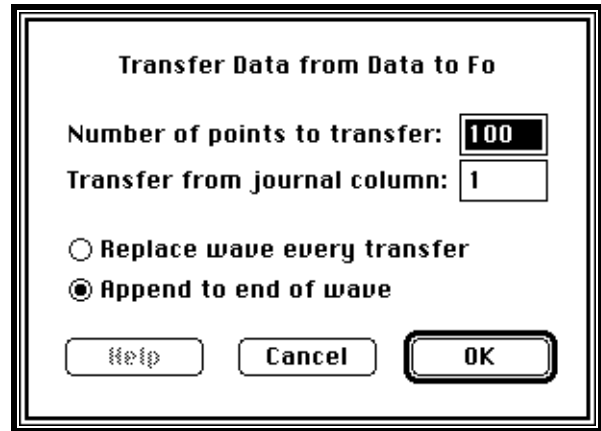 Transfer Data from Data to Fo
Number of points to transfer: 100
Transfer from journal column: 1
Replace wave every transfer
Append to end of wave
Help Cancel OK